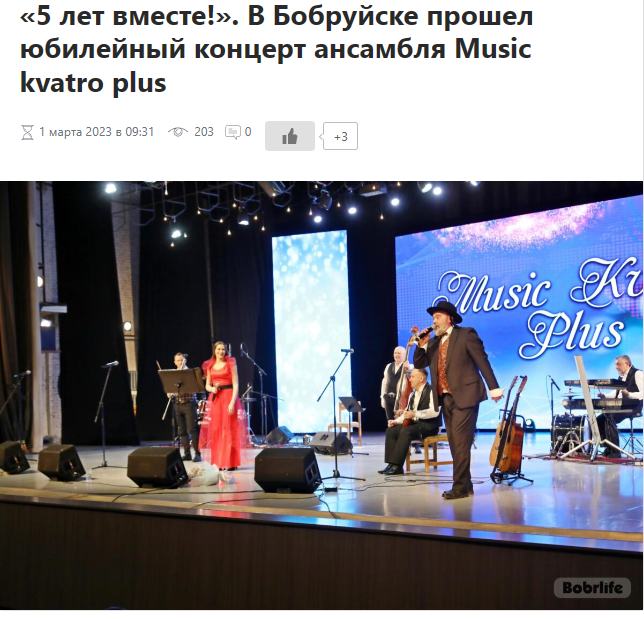 «5 лет вместе!». В Бобруйске прошел
юбилейный концерт ансамбля Music
kvatro plus
1 марта 2023 в 09:31 203 0 +3
Music Kv
Plus
Bobrlife